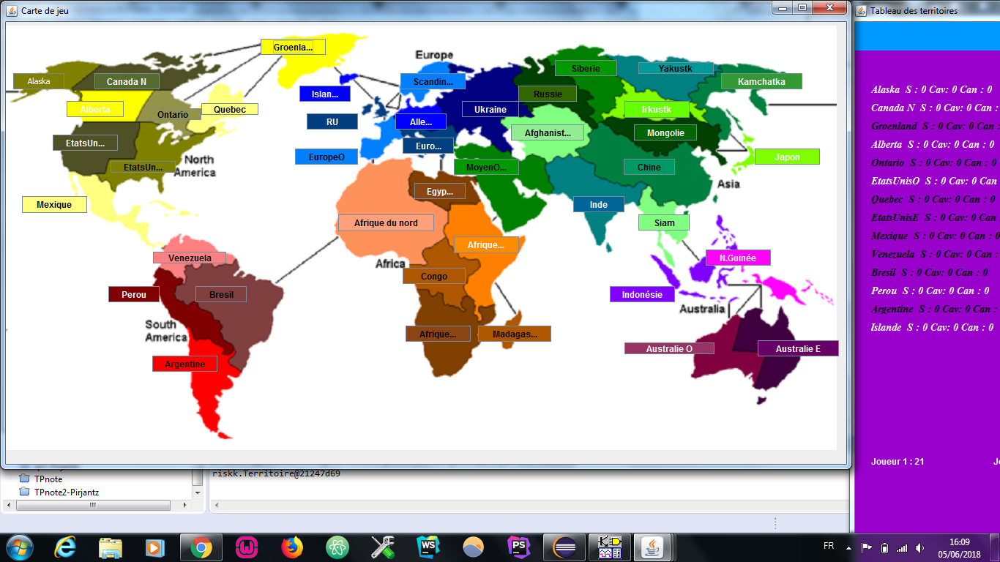 Carte de jeu
Tableau des territoires
Groenla...
Europe
Alaska
Canada N
Scandin...
Siberie
Yakustk
Kamchatka
Islan...
Russie
Alberta
Ontario
Quebec
Ukraine
Irkustk
RU
Alle...
Afghanist...
Mongolie
EtatsUn...
Euro...
EuropeO
Japon
North
America
EtatsUn...
MoyenO...
Chine
Asia
Egyp...
Mexique
Inde
Afrique du nord
Siam
Afrique...
Venezuela
Africa
N.Guinée
Congo
Perou
Bresil
Indonésie
Australia
South
America
Afrique...
Madagas...
Australie O
Australie E
Argentine
Alaska S : 0 Cav: 0 Can : 0
Canada N S : 0 Cav: 0 Can :
Groenland S : 0 Cav: 0 Can :
Alberta S : 0 Cav: 0 Can : 0
Ontario S : 0 Cav: 0 Can : 0
EtatsUnisO S : 0 Cav: 0 Can
Quebec S : 0 Cav: 0 Can : 0
EtatsUnisE S : 0 Cav: 0 Can
Mexique S : 0 Cav: 0 Can : 0
Venezuela S : 0 Cav: 0 Can :
Bresil S : 0 Cav: 0 Can : 0
Perou S : 0 Cav: 0 Can : 0
Argentine S : 0 Cav: 0 Can :
Islande S : 0 Cav: 0 Can : 0
Joueur 1 : 21
Jo
riskk.Territoire@21247d69
TPnote
TPnote2-Pirjantz
WS
PS
FR
16:09
05/06/2018